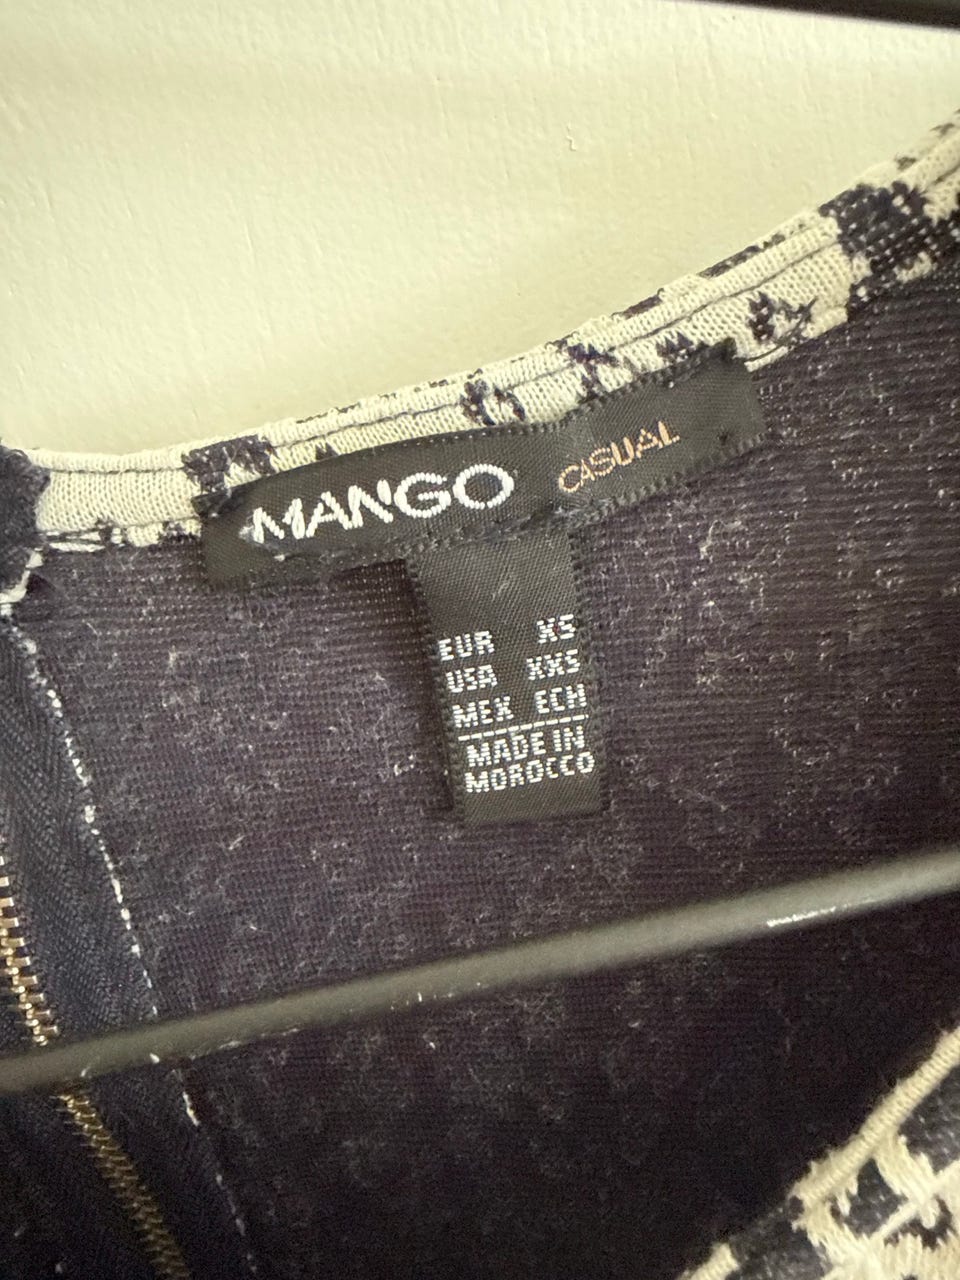 MANGO CASUAL
EUR XS
USA XXS
MEX ECH
MADE IN
MOROCCO